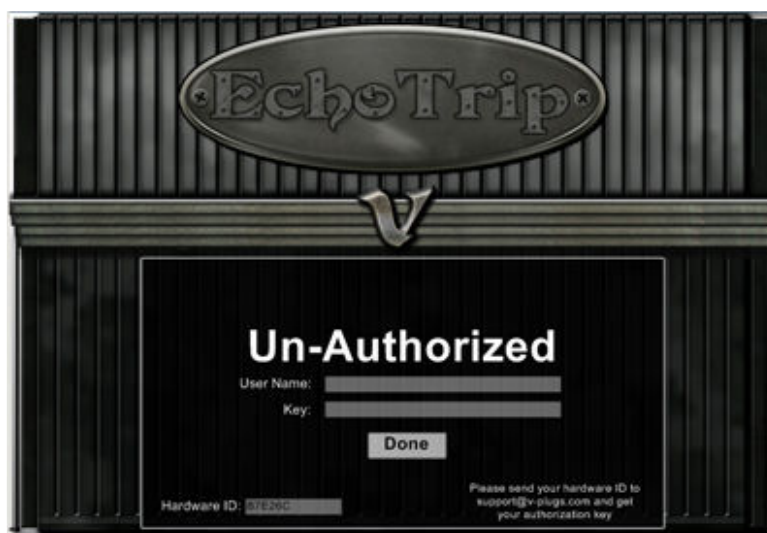 EchoTrip
V
Un-Authorized
User Name:
Key:
Done
Hardware ID: 67E26C
Please send your hardware ID to
support@v-plugs.com and get
your authorization key